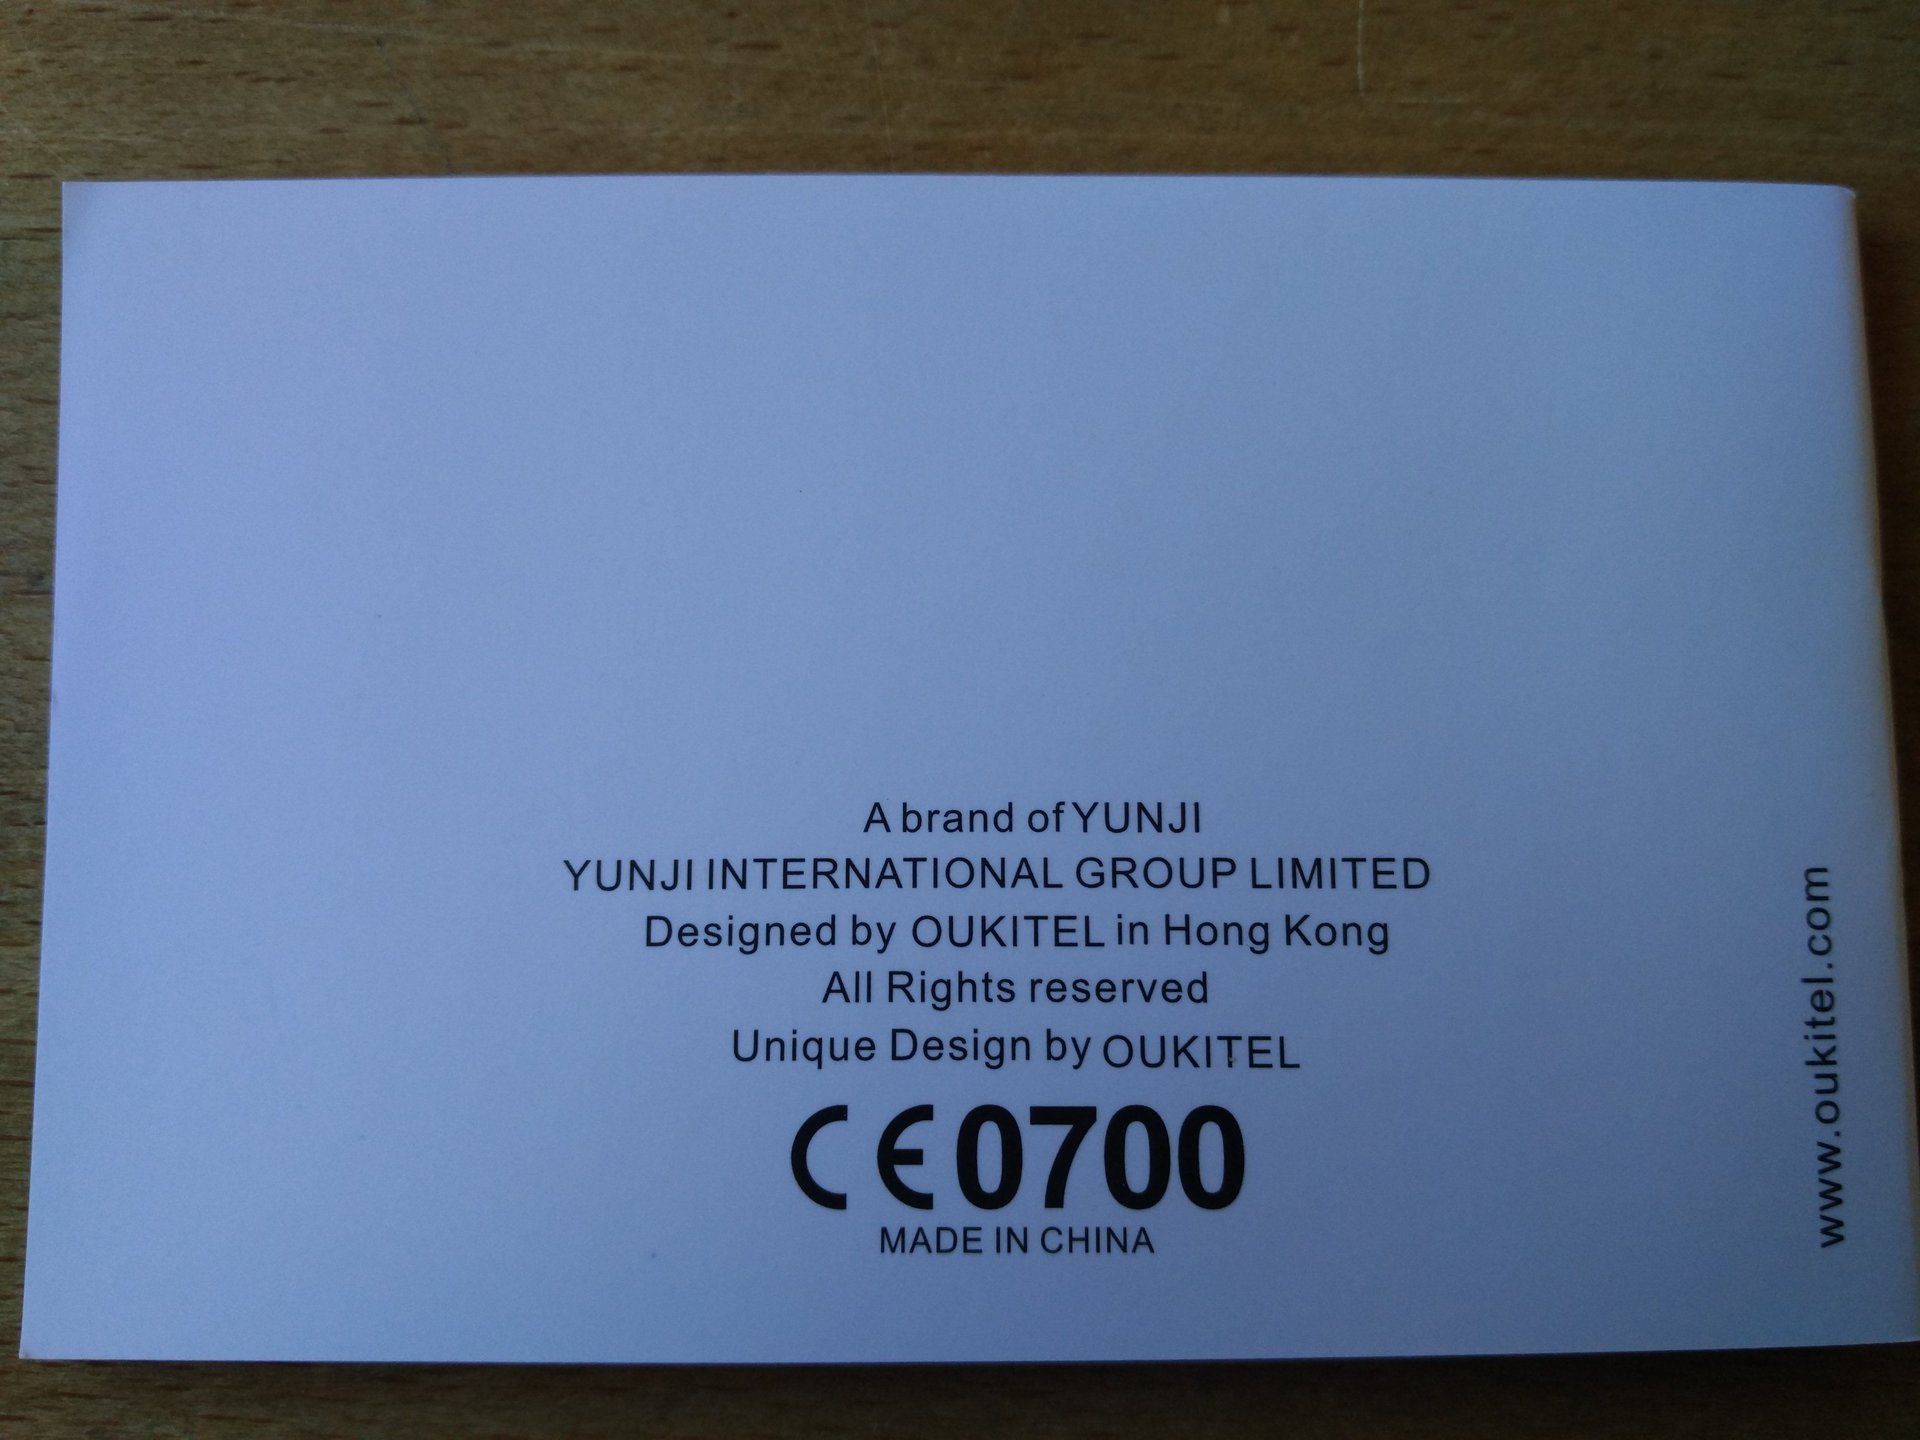 A brand of YUNJI
YUNJI INTERNATIONAL GROUP LIMITED
Designed by OUKITEL in Hong Kong
All Rights reserved
Unique Design by OUKITEL
CE0700
MADE IN CHINA
www.oukitel.com